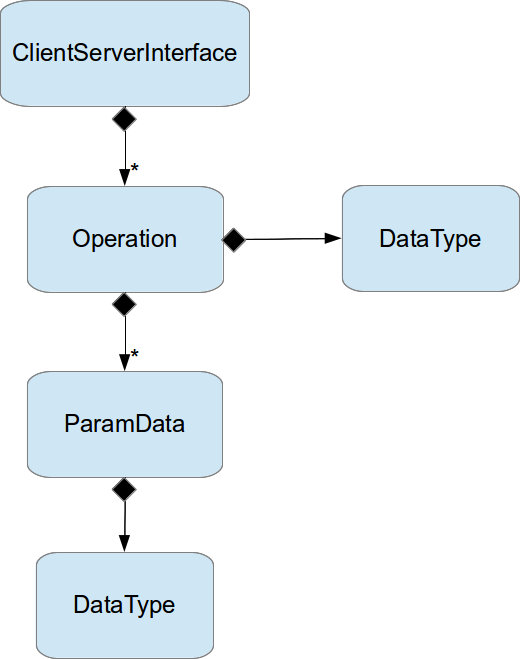 ClientServerInterface
*
Operation
DataType
*
ParamData
DataType